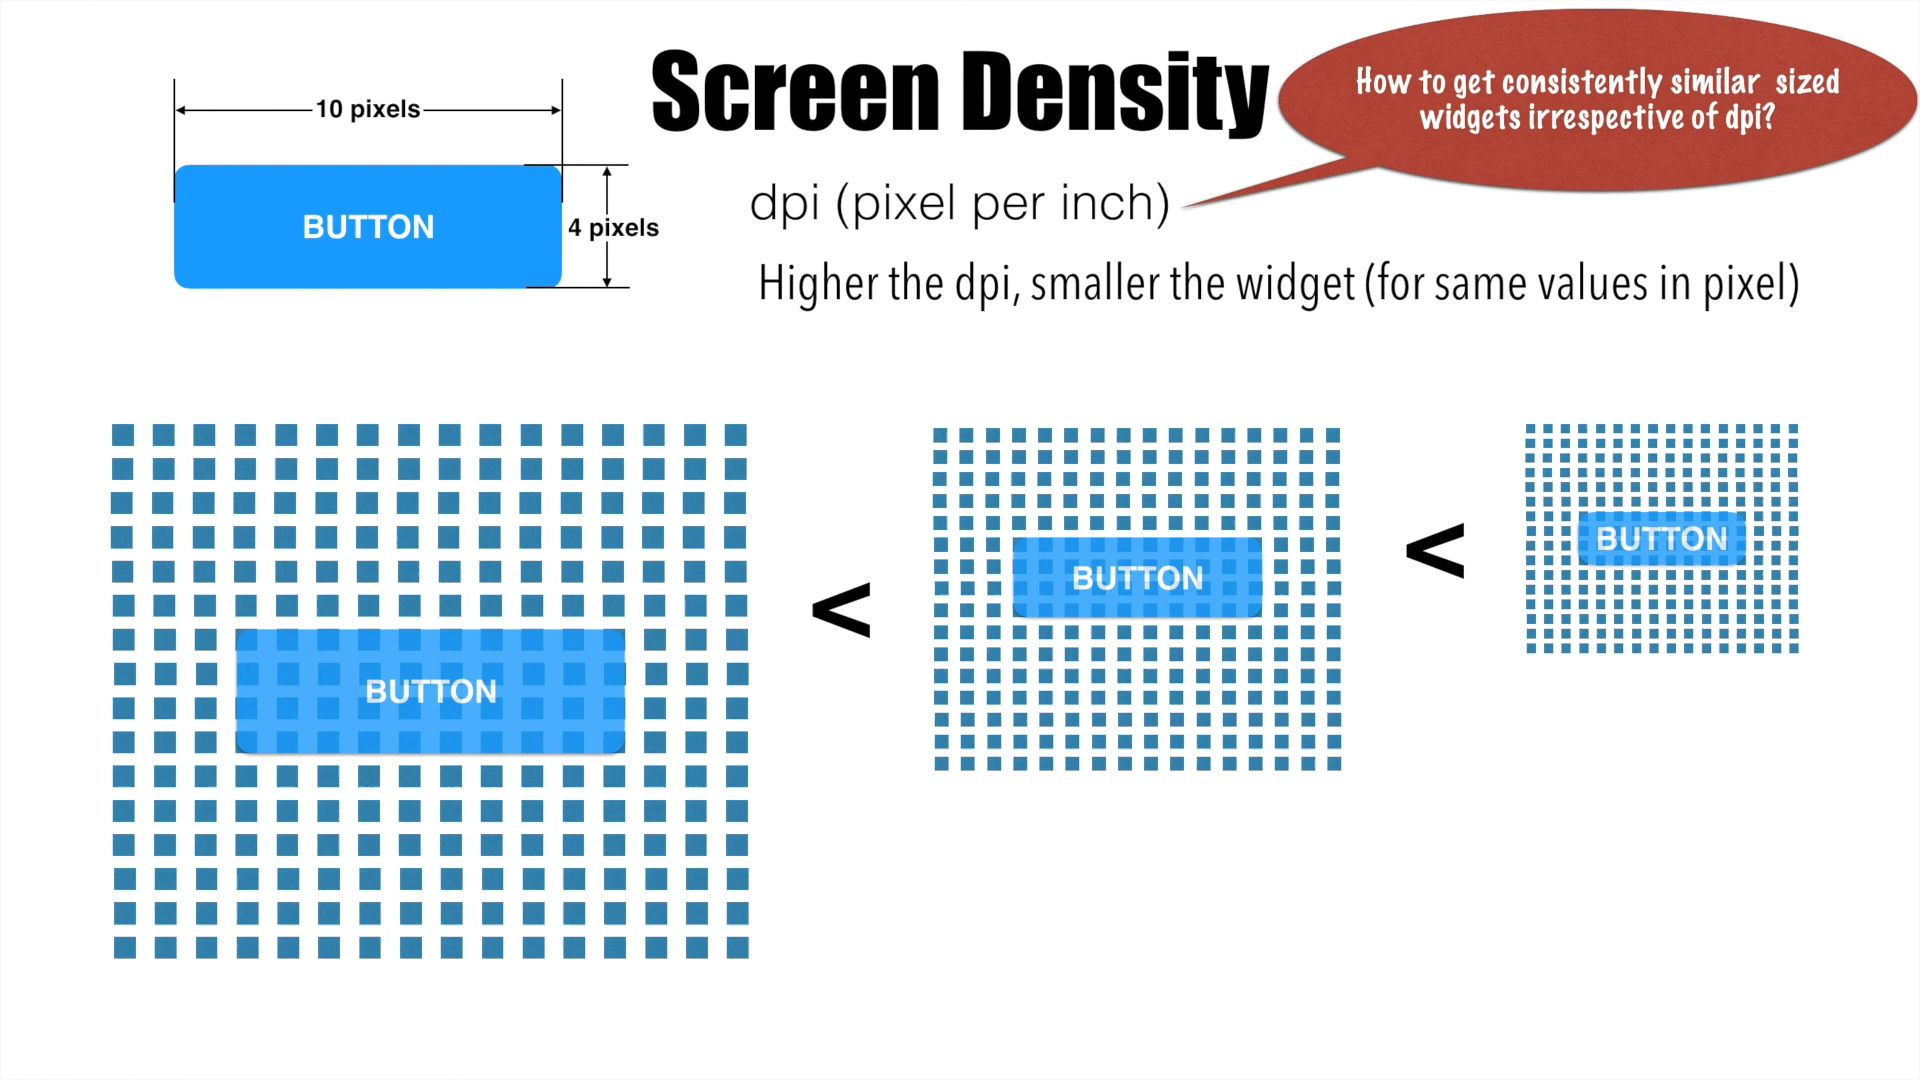 Screen Density
How to get consistently similar sized
widgets irrespective of dpi?
10 pixels
BUTTON
4 pixels
dpi (pixel per inch)
Higher the dpi, smaller the widget (for same values in pixel)
BUTTON
<
BUTTON
<
BUTTON